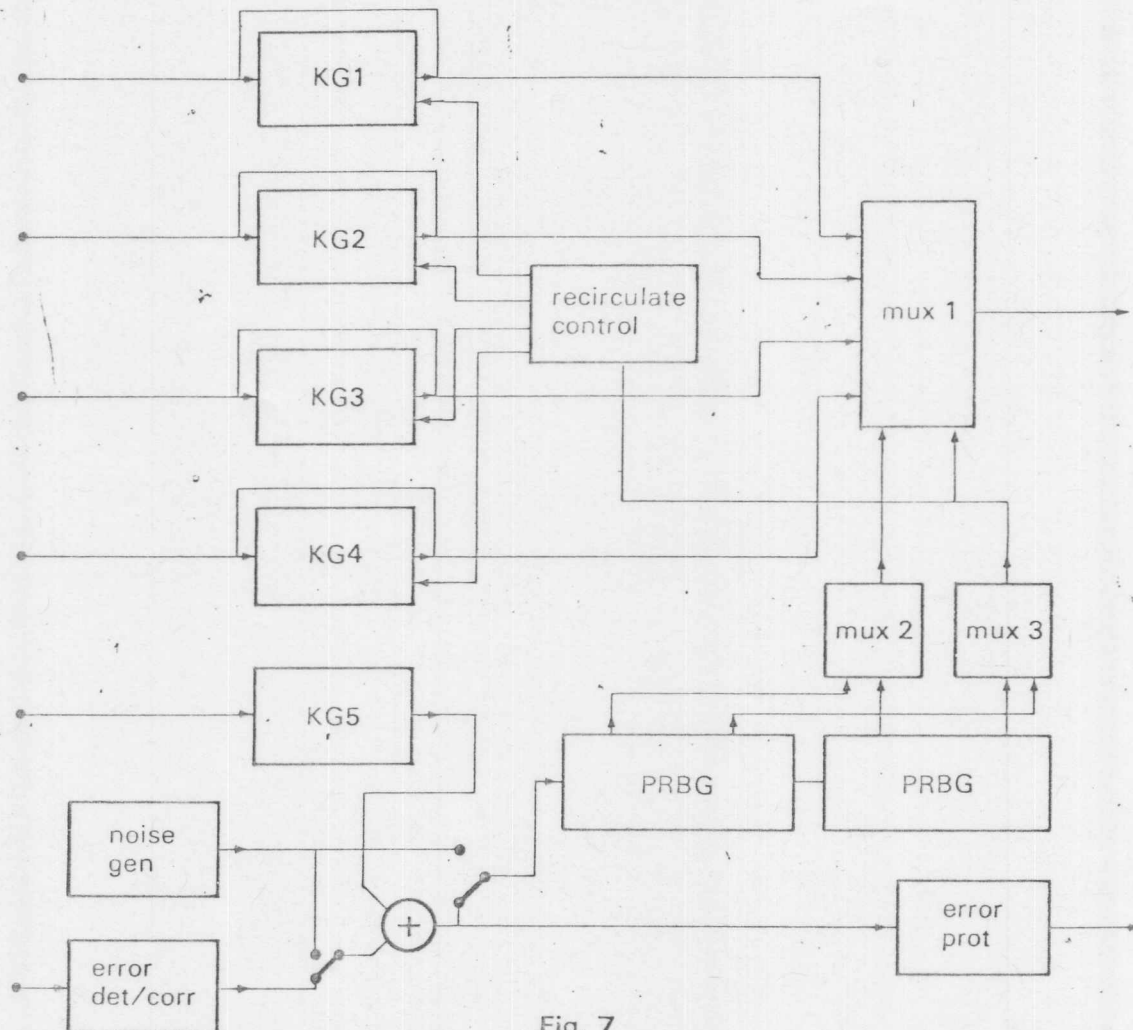 KG1
KG2
recirculate
control
mux 1
KG3
KG4
mux 2
mux 3
KG5
PRBG
PRBG
noise
gen
+
error
prot
error
det/corr
Fig. 7